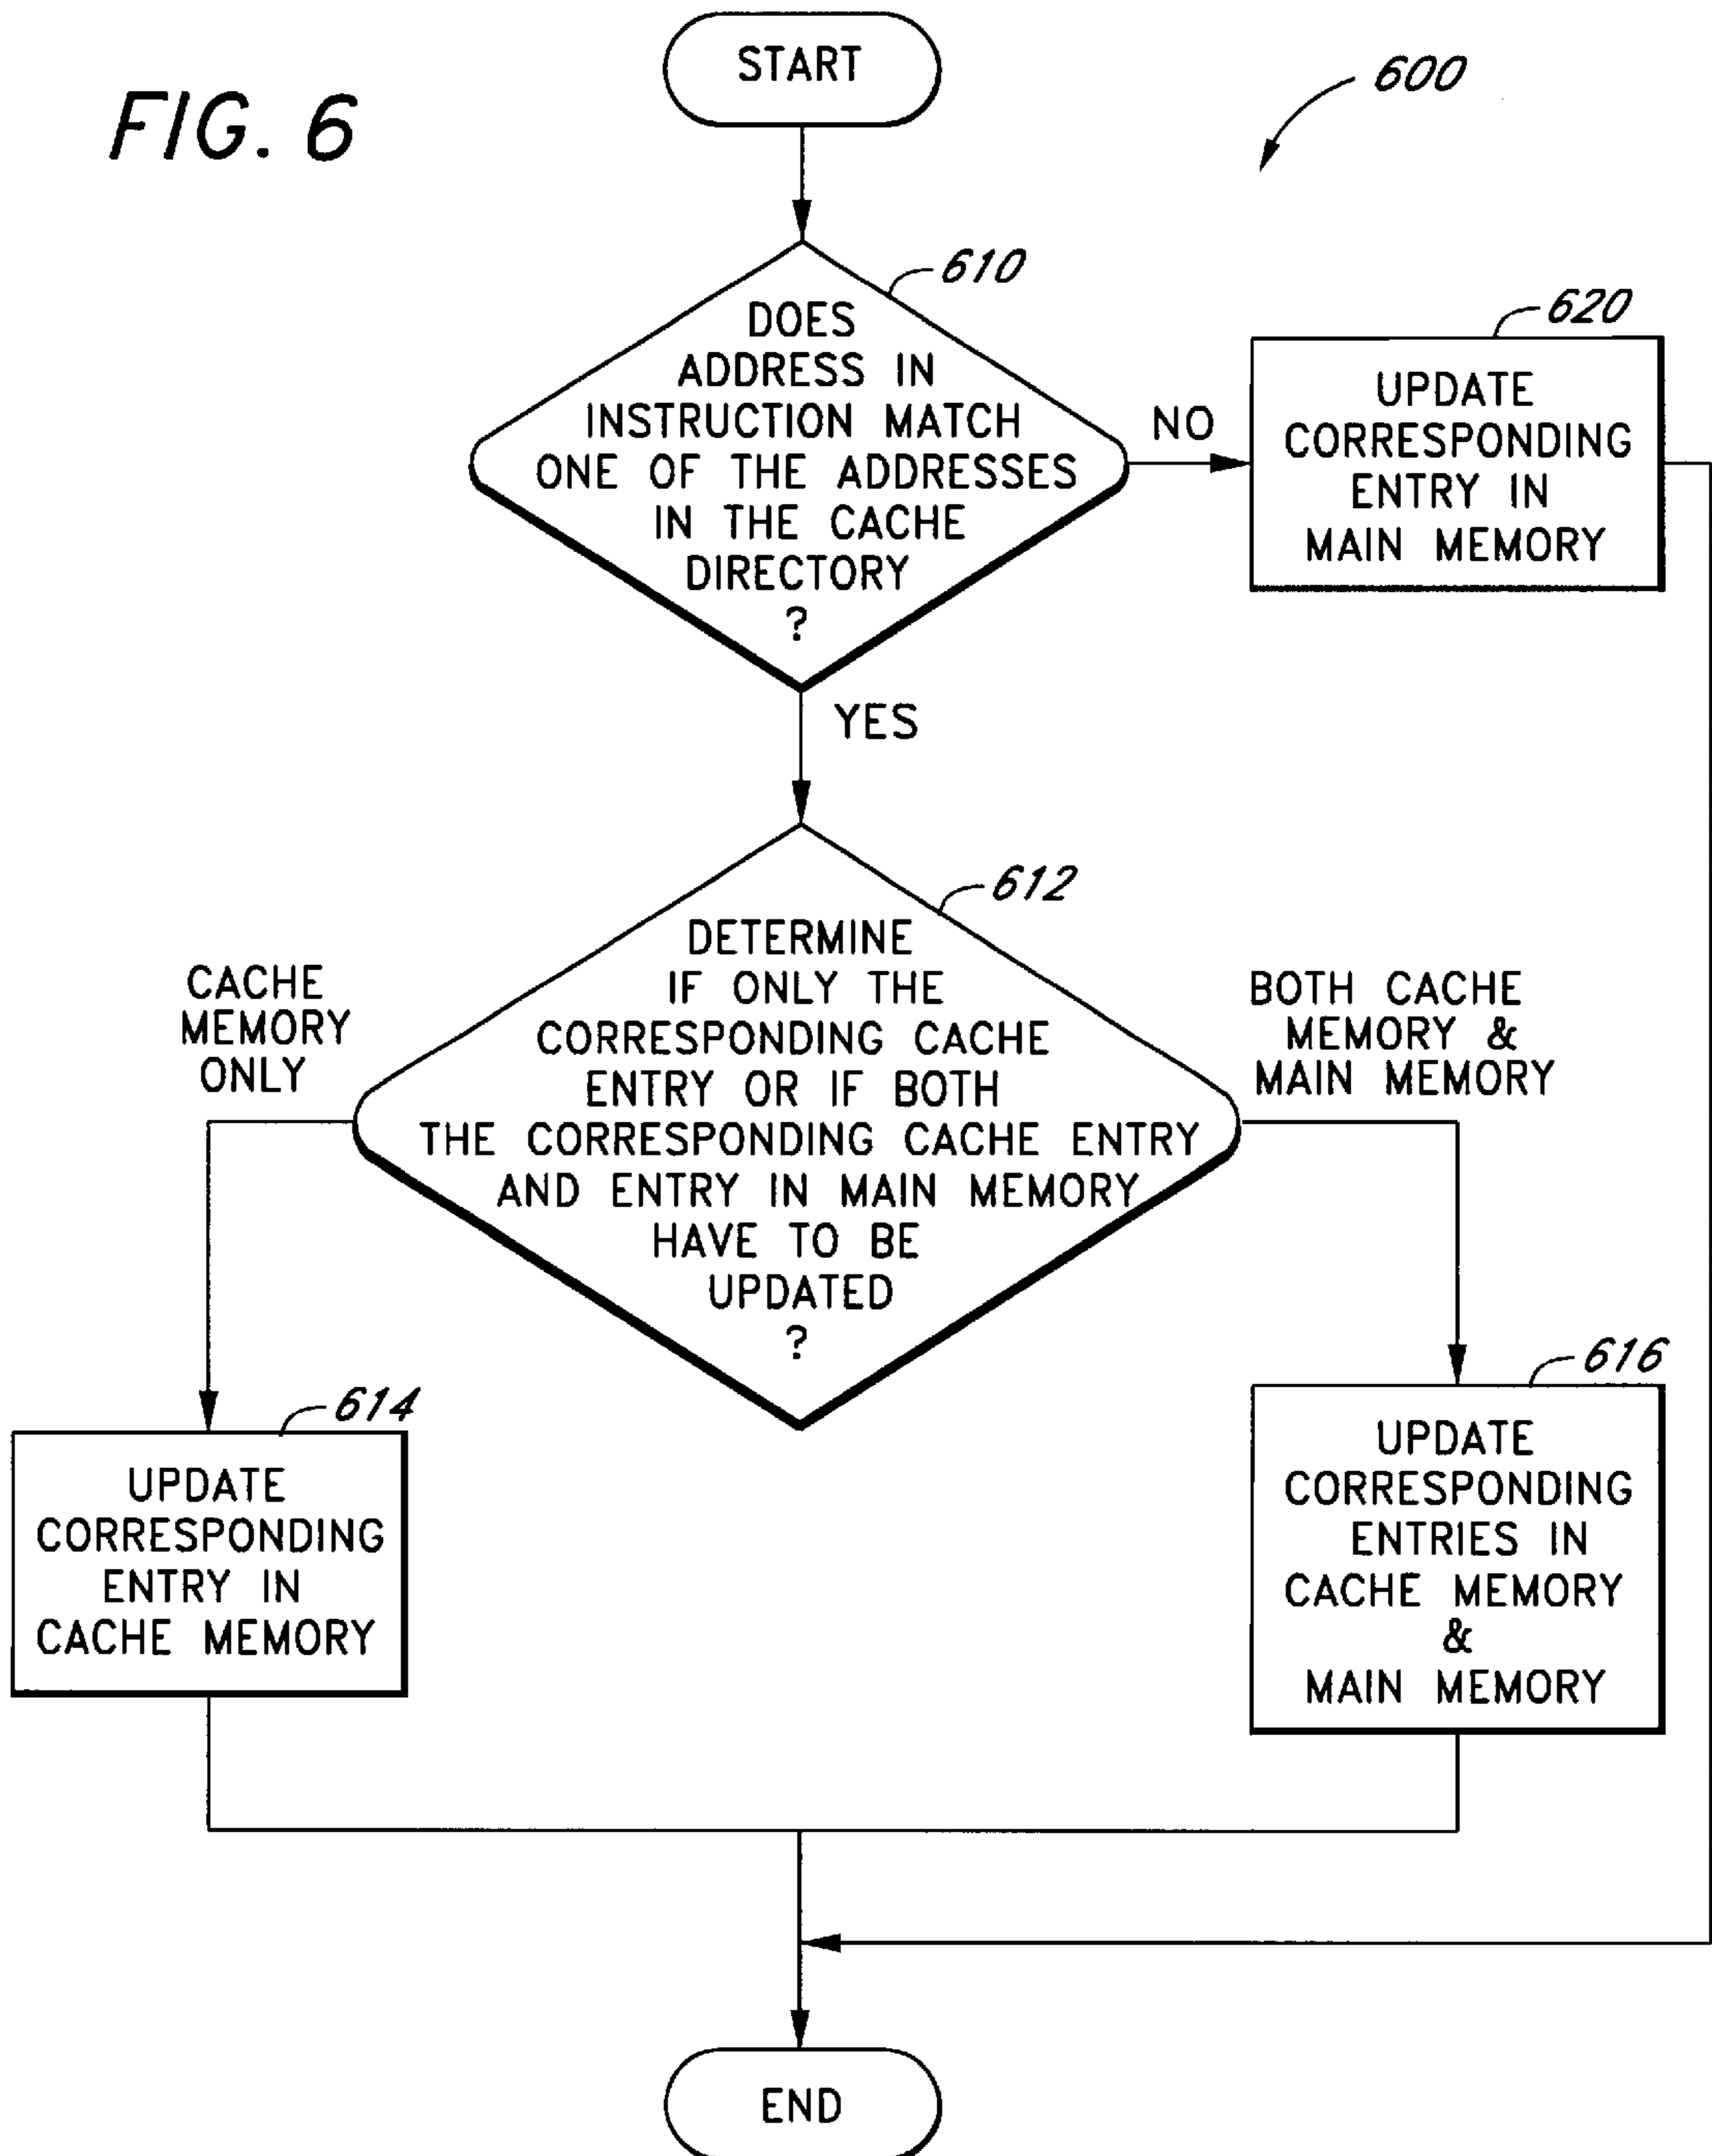 FIG. 6
START
600
610
DOES
ADDRESS IN
INSTRUCTION MATCH
ONE OF THE ADDRESSES
IN THE CACHE
DIRECTORY
?
NO
620
UPDATE
CORRESPONDING
ENTRY IN
MAIN MEMORY
YES
612
DETERMINE
IF ONLY THE
CORRESPONDING CACHE
ENTRY OR IF BOTH
THE CORRESPONDING CACHE ENTRY
AND ENTRY IN MAIN MEMORY
HAVE TO BE
UPDATED
?
CACHE
MEMORY
ONLY
BOTH CACHE
MEMORY &
MAIN MEMORY
614
UPDATE
CORRESPONDING
ENTRY IN
CACHE MEMORY
616
UPDATE
CORRESPONDING
ENTRIES IN
CACHE MEMORY
&
MAIN MEMORY
END